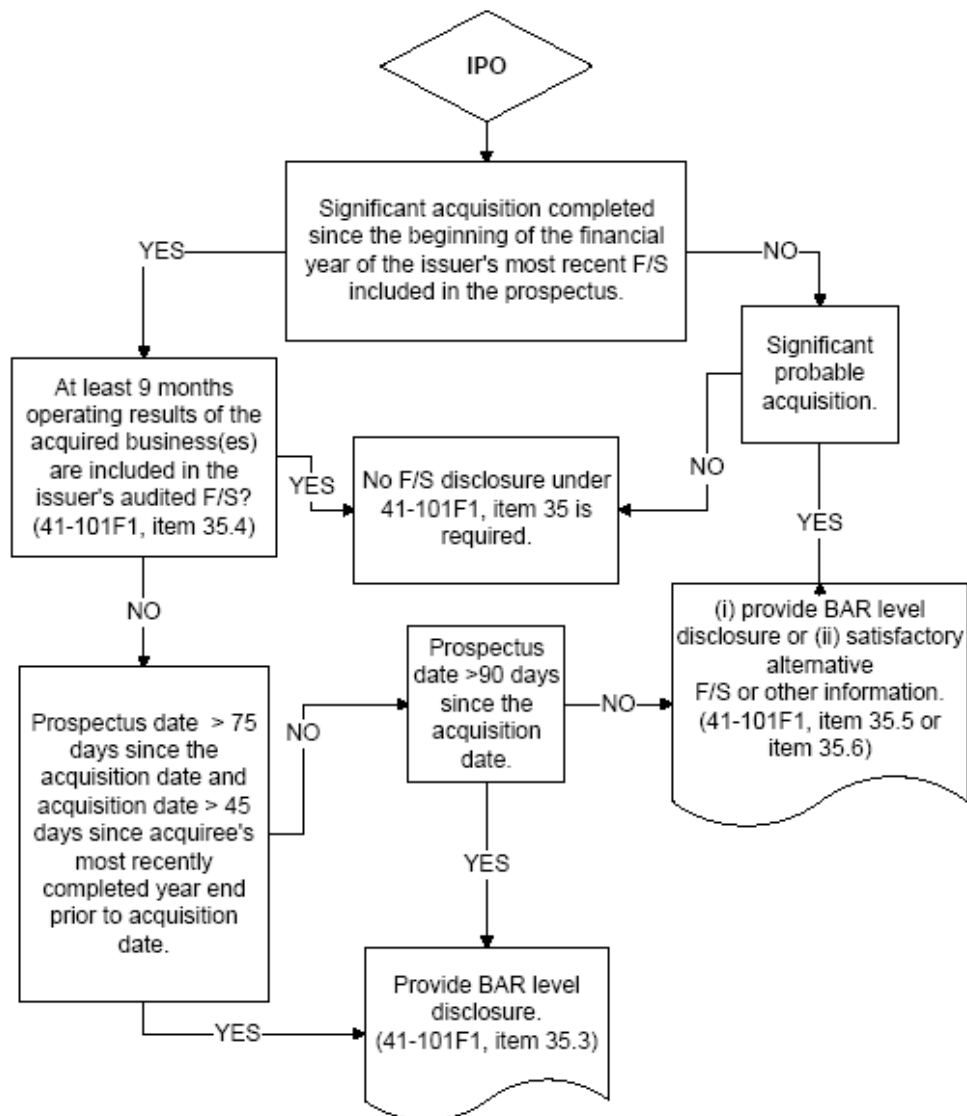 IPO
Significant acquisition completed
since the beginning of the financial
year of the issuer's most recent F/S
included in the prospectus.
YES
NO
At least 9 months
operating results of the
acquired business(es)
are included in the
issuer's audited F/S?
(41-101F1, item 35.4)
Significant
probable
acquisition.
YES
No F/S disclosure under
41-101F1, item 35 is
required.
NO
YES
NO
Prospectus date > 75
days since the
acquisition date and
acquisition date > 45
days since acquiree's
most recently
completed year end
prior to acquisition
date.
NO
Prospectus
date >90 days
since the
acquisition
date.
NO
(i) provide BAR level
disclosure or (ii) satisfactory
alternative
F/S or other information.
(41-101F1, item 35.5 or
item 35.6)
YES
YES
Provide BAR level
disclosure.
(41-101F1, item 35.3)